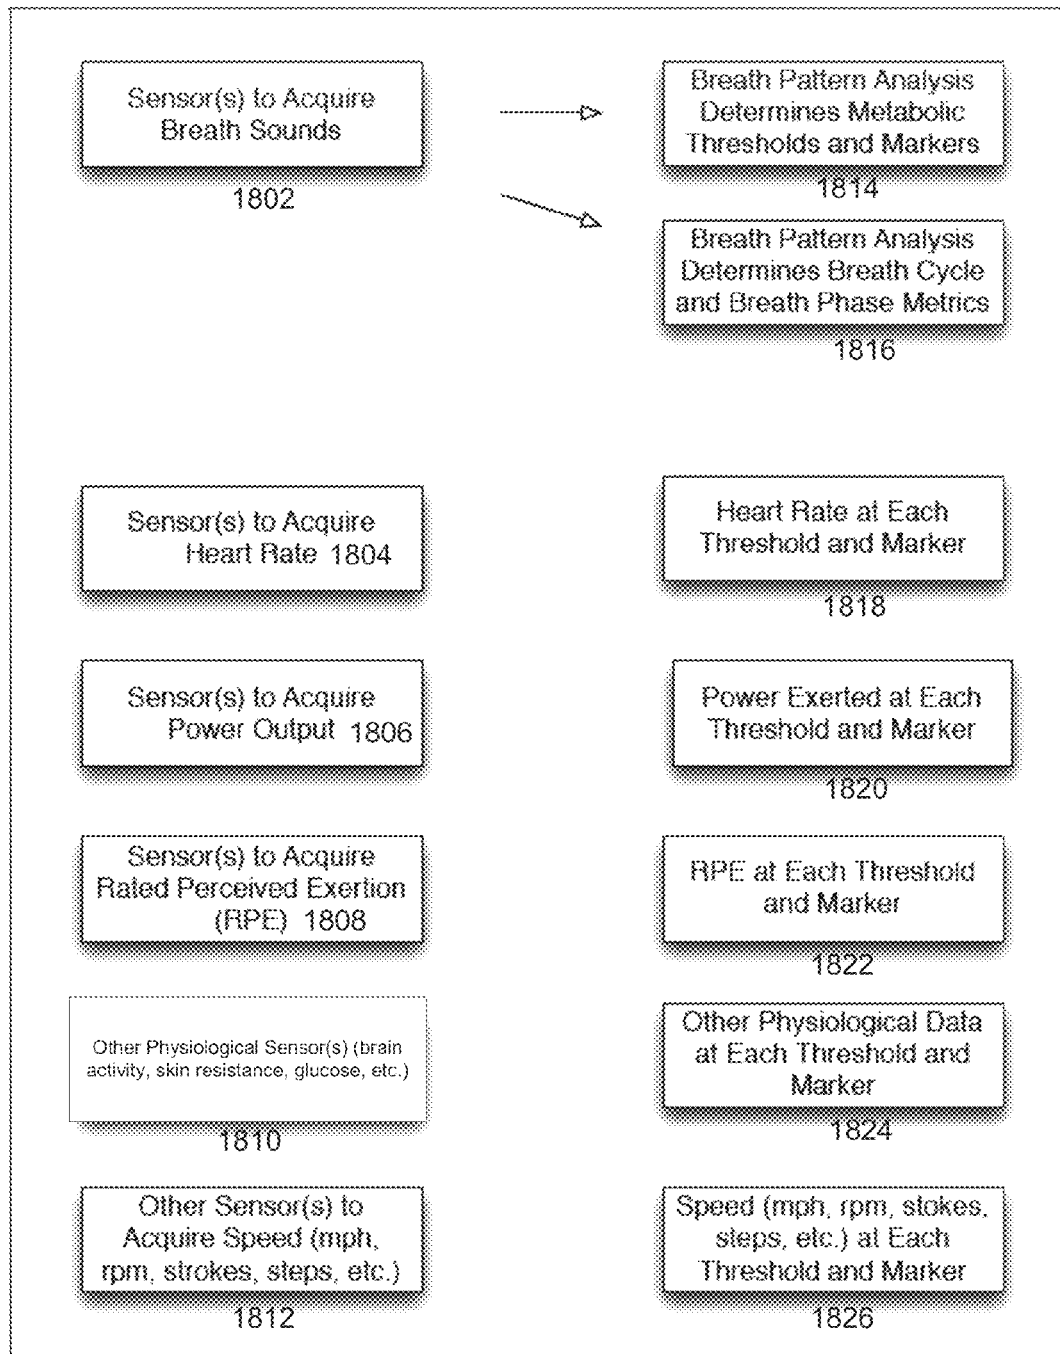 Sensor(s) to Acquire
Breath Sounds
1802
Breath Pattern Analysis
Determines Metabolic
Thresholds and Markers
1814
Breath Pattern Analysis
Determines Breath Cycle
and Breath Phase Metrics
1816
Sensor(s) to Acquire
Heart Rate 1804
Heart Rate at Each
Threshold and Marker
1818
Sensor(s) to Acquire
Power Output 1806
Power Exerted at Each
Threshold and Marker
1820
Sensor(s) to Acquire
Rated Perceived Exertion
(RPE) 1808
RPE at Each Threshold
and Marker
1822
Other Physiological Sensor(s) (brain
activity, skin resistance, glucose, etc.)
1810
Other Physiological Data
at Each Threshold and
Marker
1824
Other Sensor(s) to
Acquire Speed (mph,
rpm, strokes, steps, etc.)
1812
Speed (mph, rpm, stokes,
steps, etc.) at Each
Threshold and Marker
1826